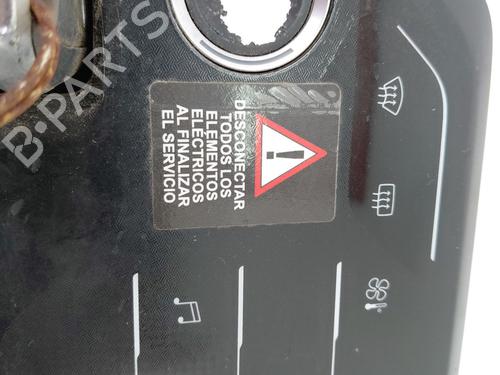 DESCONECTAR
TODOS LOS
ELEMENTOS
ELÉCTRICOS
AL FINALIZAR
EL SERVICIO
B-PARTS